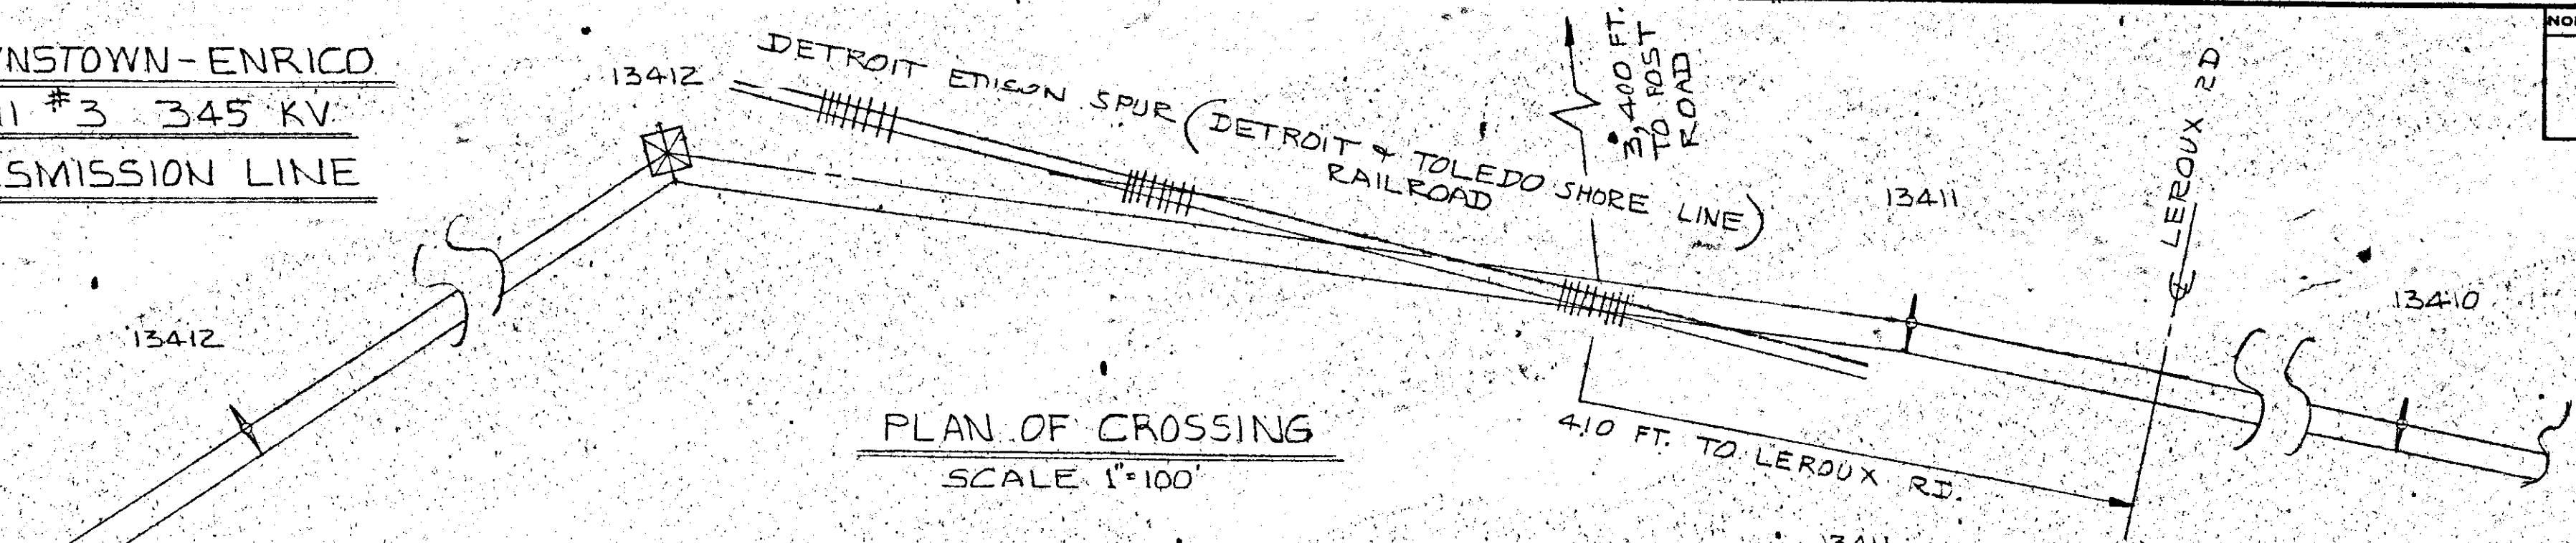 NSTOWN-ENRICO
#3 345 KV
SMISSION LINE
13412
DETROIT EDISON SPUR (DETROIT & TOLEDO SHORE LINE)
RAILROAD
3,400 FT.
TO POST
ROAD
13411
LEROUX RD
13410
13412
410 FT. TO LEROUX RD.
PLAN OF CROSSING
SCALE 1"=100'